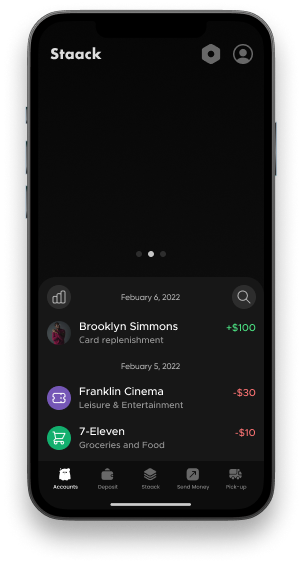 Staack
Febuary 6, 2022
Brooklyn Simmons
+$100
Card replenishment
Febuary 5, 2022
Franklin Cinema
-$30
Leisure & Entertainment
7-Eleven
-$10
Groceries and Food
Accounts Deposit Staack Send Money Pick-up